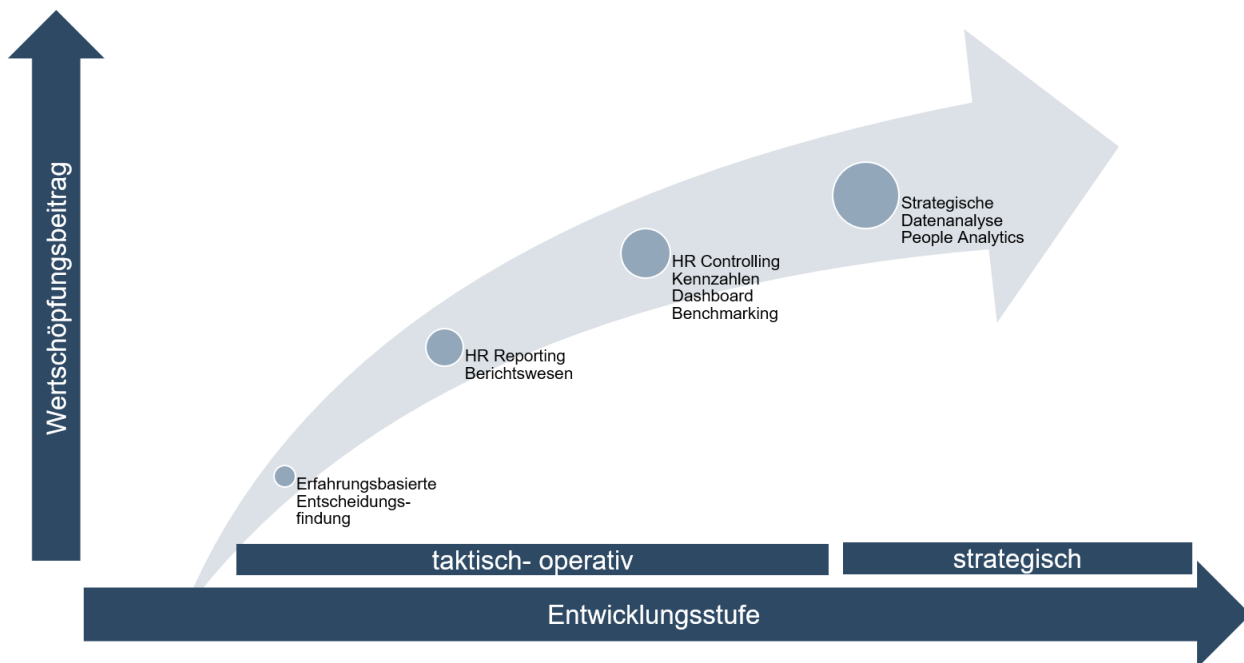 Wertschöpfungsbeitrag
Strategische
Datenanalyse
People Analytics
HR Controlling
Kennzahlen
Dashboard
Benchmarking
HR Reporting
Berichtswesen
Erfahrungsbasierte
Entscheidungs-
findung
taktisch- operativ
strategisch
Entwicklungsstufe